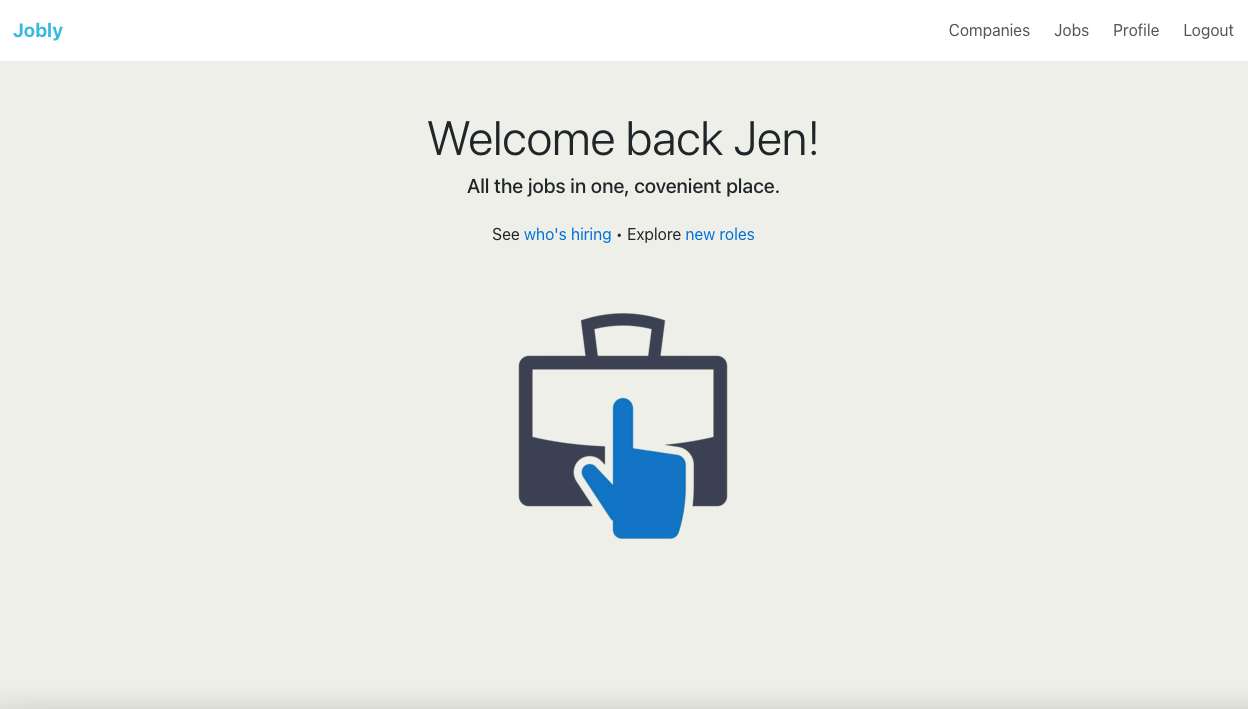 Jobly
Companies Jobs Profile Logout
Welcome back Jen!
All the jobs in one, covenient place.
See who's hiring • Explore new roles